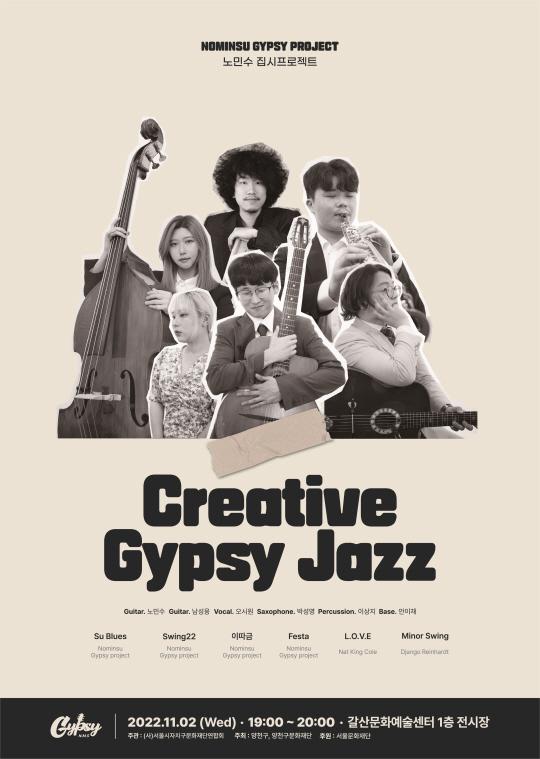 NOMINSU GYPSY PROJECT
노민수 집시프로젝트
Creative
Gypsy Jazz
Guitar. 노민수 Guitar. 남성용 Vocal. 오시원 Saxophone. 박성영 Percussion. 이상지 Base. 안미재
Su Blues Swing22 이따금 Festa L.O.V.E Minor Swing
Nominsu Gypsy project Nominsu Gypsy project Nominsu Gypsy project Nominsu Gypsy project Nat King Cole Django Reinhardt
Gypsy
2022.11.02 (Wed) · 19:00 ~ 20:00 · 갈산문화예술센터 1층 전시장
주관 : (사)서울시자치구문화재단연합회 주최 : 양천구, 양천구문화재단 후원 : 서울문화재단